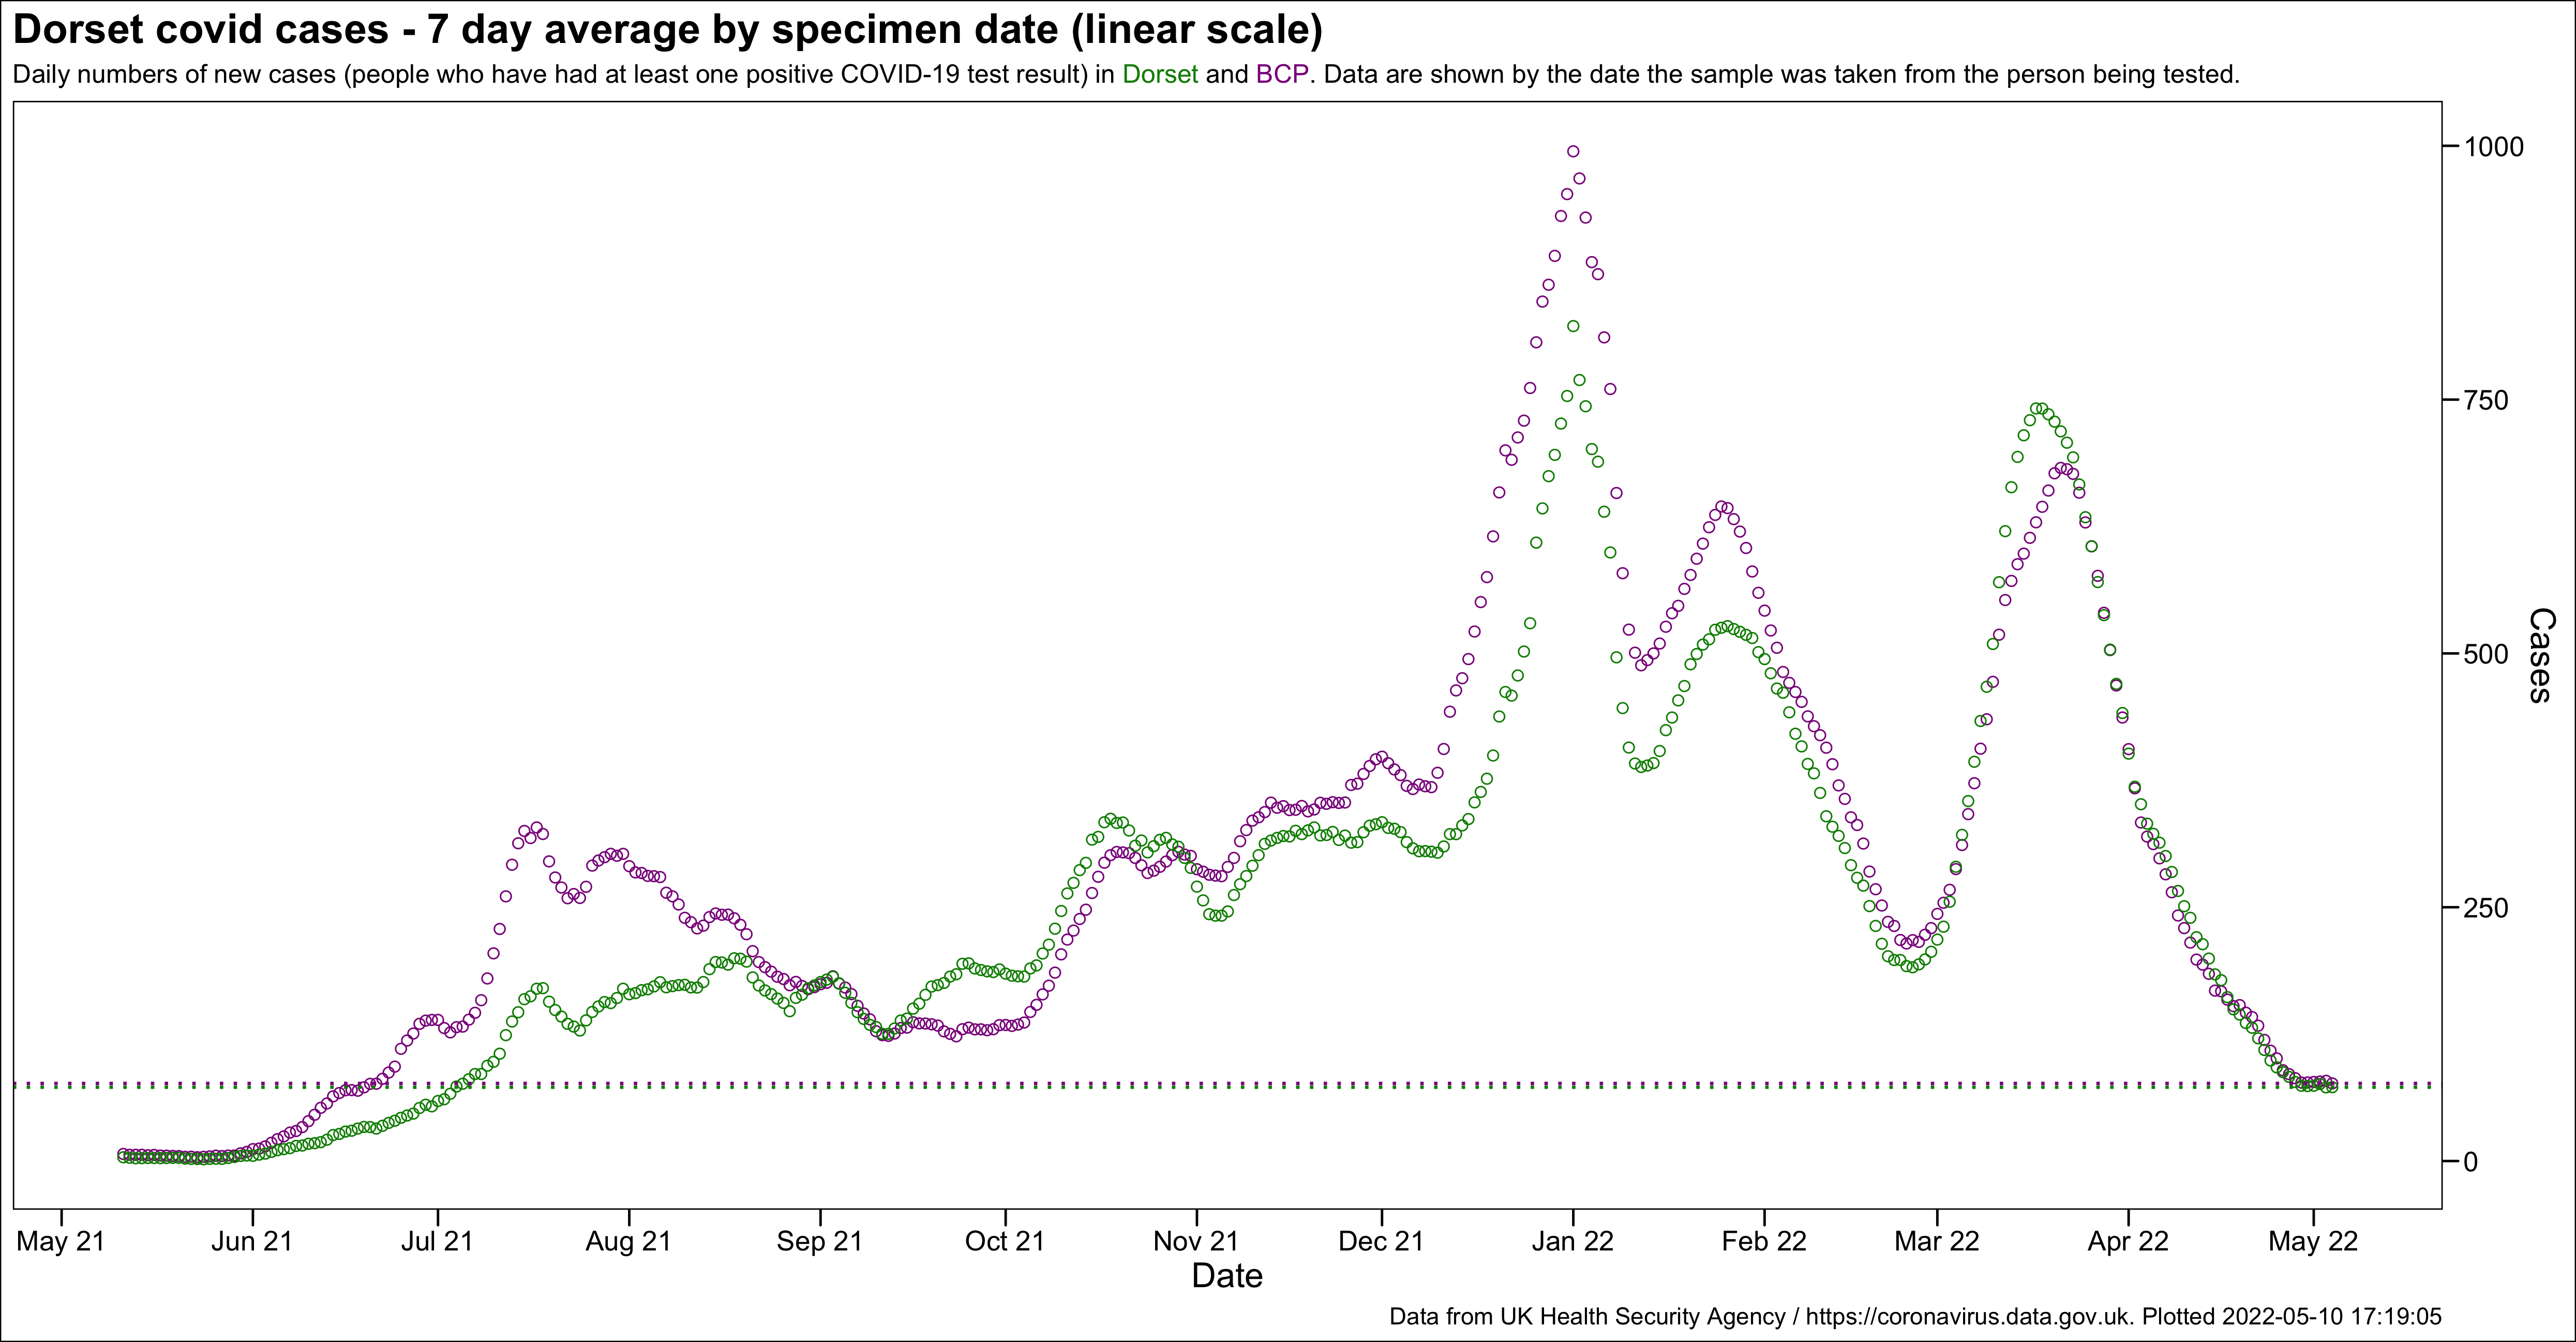 Dorset covid cases - 7 day average by specimen date (linear scale)
Daily numbers of new cases (people who have had at least one positive COVID-19 test result) in Dorset and BCP. Data are shown by the date the sample was taken from the person being tested.
1000
750
500
250
0
Cases
May 21 Jun 21 Jul 21 Aug 21 Sep 21 Oct 21 Nov 21 Dec 21 Jan 22 Feb 22 Mar 22 Apr 22 May 22
Date
Data from UK Health Security Agency / https://coronavirus.data.gov.uk. Plotted 2022-05-10 17:19:05